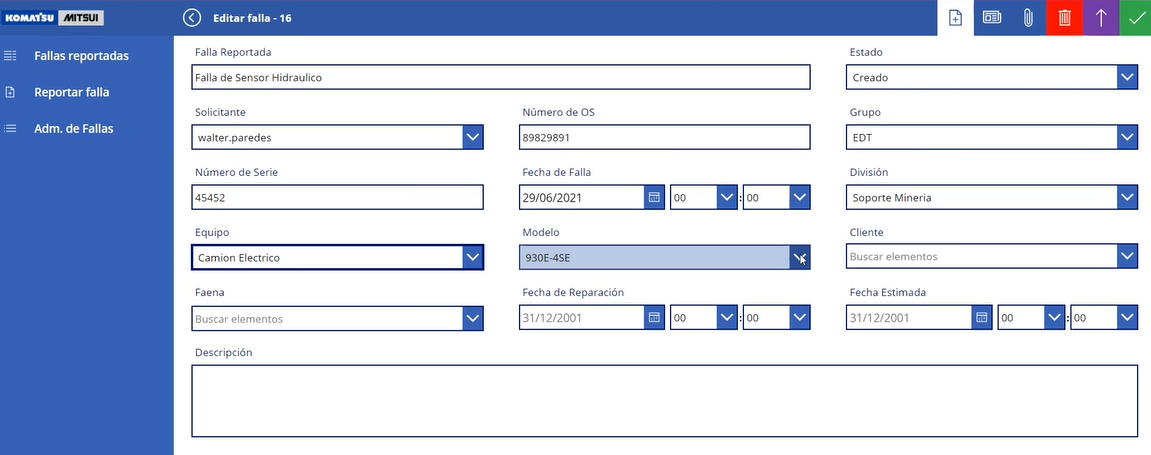 KOMATSU MITSUI
Editar falla - 16
Fallas reportadas
Reportar falla
Adm. de Fallas
Falla Reportada
Estado
Falla de Sensor Hidraulico
Creado
Solicitante
Número de OS
Grupo
walter.paredes
89829891
EDT
Número de Serie
Fecha de Falla
División
45452
29/06/2021
00
:
00
Soporte Mineria
Equipo
Modelo
Cliente
Camion Electrico
930E-4SE
Buscar elementos
Faena
Fecha de Reparación
Fecha Estimada
Buscar elementos
31/12/2001
00
:
00
31/12/2001
00
:
00
Descripción